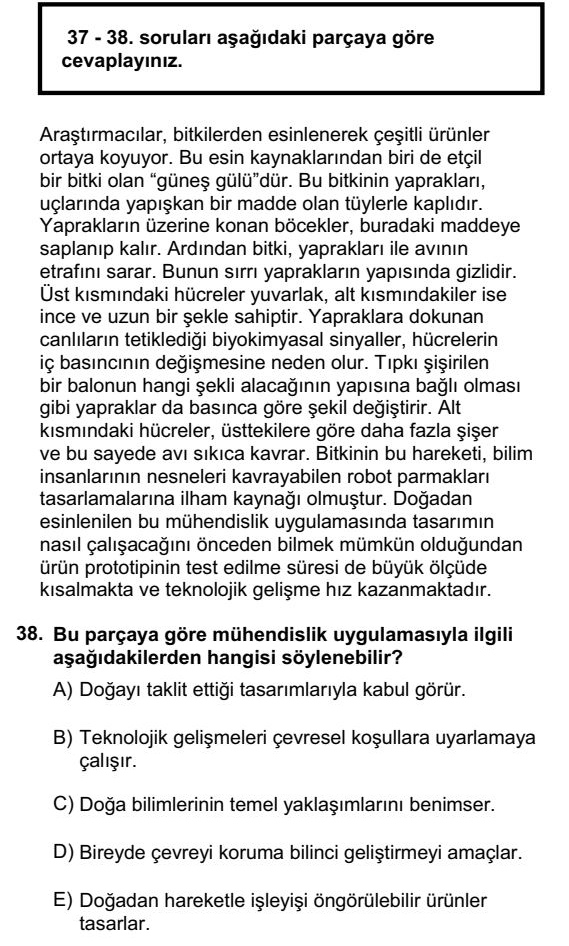 37 - 38. soruları aşağıdaki parçaya göre
cevaplayınız.
Araştırmacılar, bitkilerden esinlenerek çeşitli ürünler
ortaya koyuyor. Bu esin kaynaklarından biri de etçil
bir bitki olan “güneş gülü”dür. Bu bitkinin yaprakları,
uçlarında yapışkan bir madde olan tüylerle kaplıdır.
Yaprakların üzerine konan böcekler, buradaki maddeye
saplanıp kalır. Ardından bitki, yaprakları ile avının
etrafını sarar. Bunun sırrı yaprakların yapısında gizlidir.
Üst kısmındaki hücreler yuvarlak, alt kısmındakiler ise
ince ve uzun bir şekle sahiptir. Yapraklara dokunan
canlıların tetiklediği biyokimyasal sinyaller, hücrelerin
iç basıncının değişmesine neden olur. Tıpkı şişirilen
bir balonun hangi şekli alacağının yapısına bağlı olması
gibi yapraklar da basınca göre şekil değiştirir. Alt
kısmındaki hücreler, üsttekilere göre daha fazla şişer
ve bu sayede avı sıkıca kavrar. Bitkinin bu hareketi, bilim
insanlarının nesneleri kavrayabilen robot parmakları
tasarlamalarına ilham kaynağı olmuştur. Doğadan
esinlenilen bu mühendislik uygulamasında tasarımın
nasıl çalışacağını önceden bilmek mümkün olduğundan
ürün prototipinin test edilme süresi de büyük ölçüde
kısalmakta ve teknolojik gelişme hız kazanmaktadır.
38. Bu parçaya göre mühendislik uygulamasıyla ilgili
aşağıdakilerden hangisi söylenebilir?
A) Doğayı taklit ettiği tasarımlarıyla kabul görür.
B) Teknolojik gelişmeleri çevresel koşullara uyarlamaya
çalışır.
C) Doğa bilimlerinin temel yaklaşımlarını benimser.
D) Bireyde çevreyi koruma bilinci geliştirmeyi amaçlar.
E) Doğadan hareketle işleyişi öngörülebilir ürünler
tasarlar.